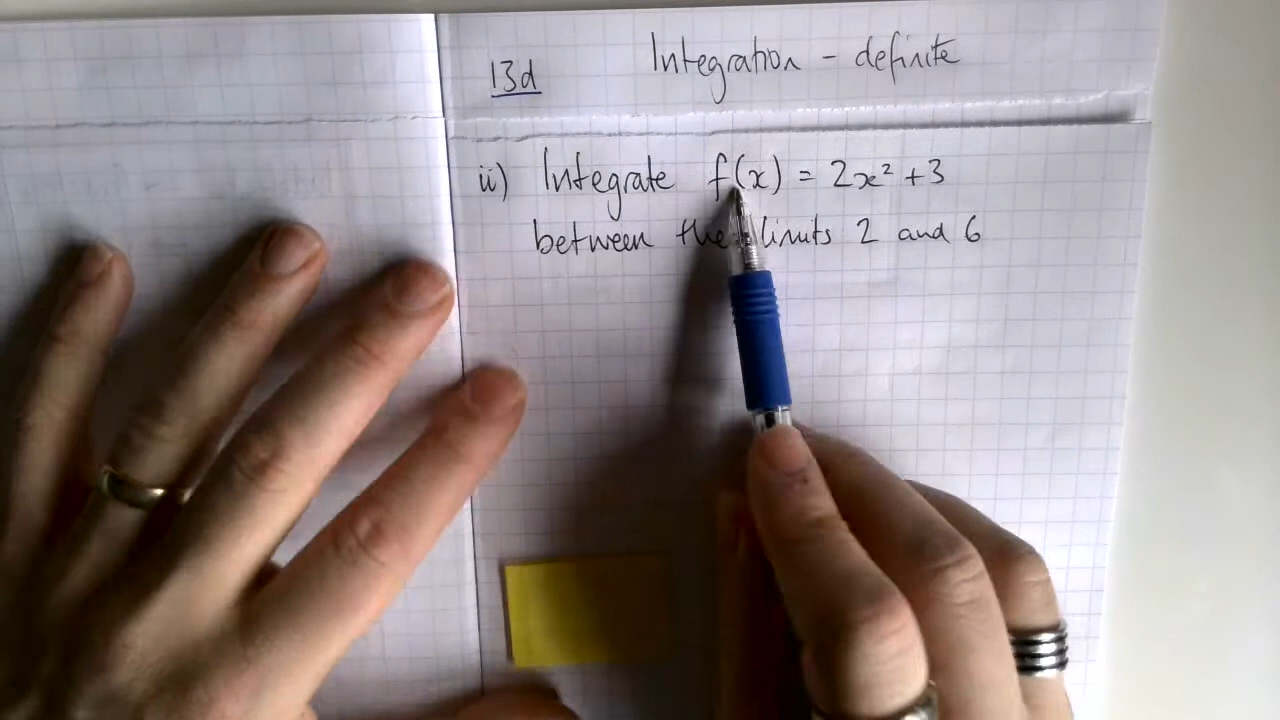 13d Integration - definite
ii) Integrate f(x) = 2x² + 3
between the limits 2 and 6